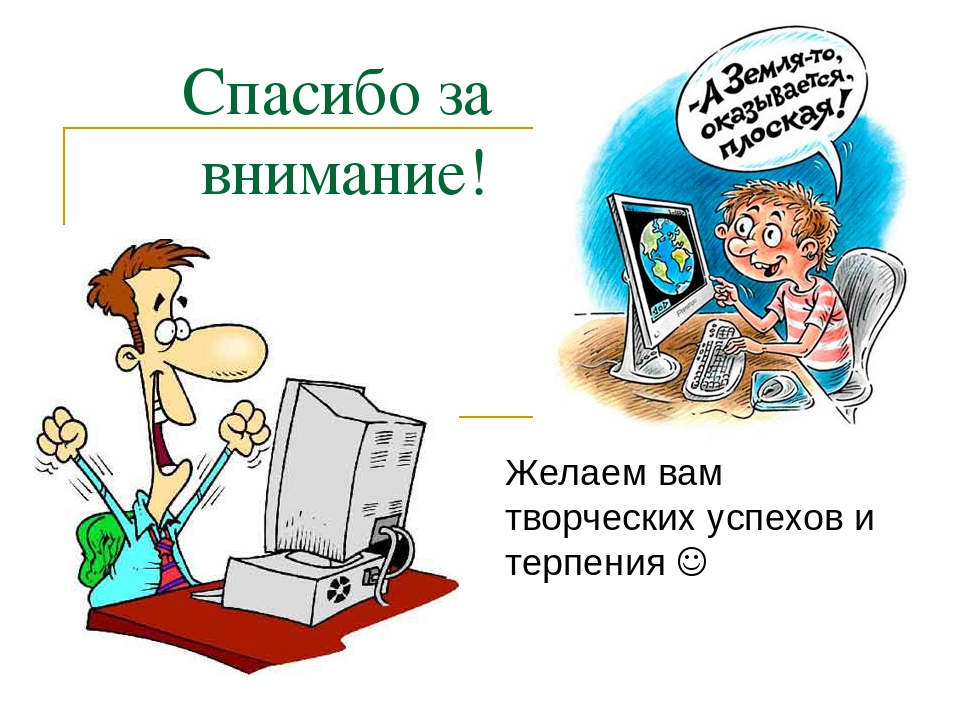 Спасибо за
внимание!
-А Земля-то,
оказывается,
плоская!
Желаем вам
творческих успехов и
терпения ☺